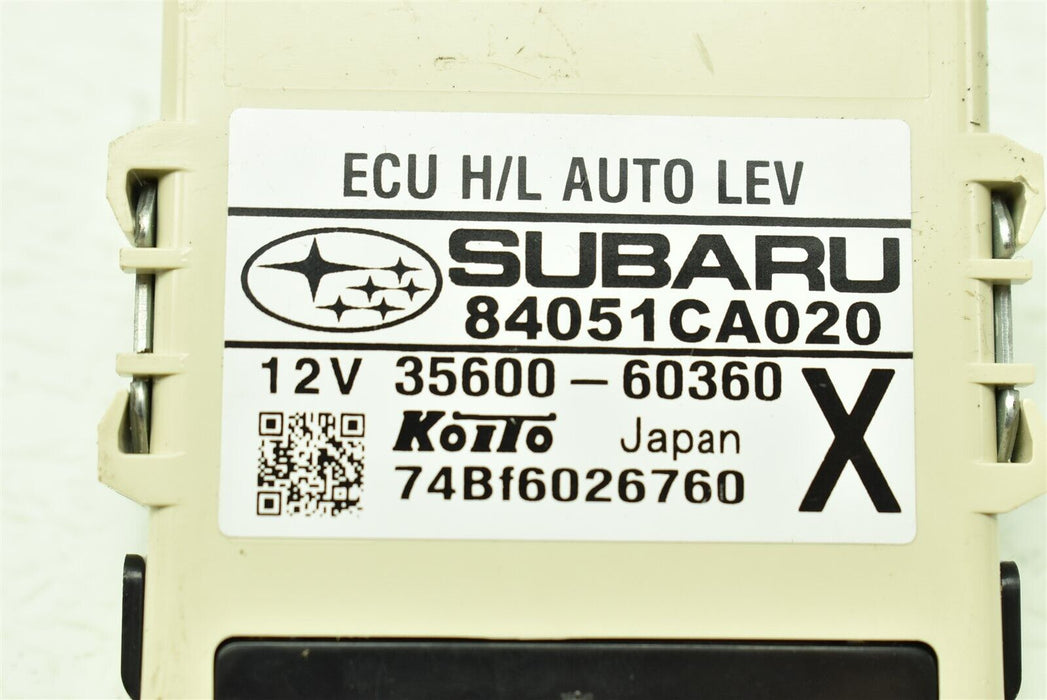 ECU H/L AUTO LEV
SUBARU
84051CA020
12V 35600-60360
X
KoITo Japan
74Bf6026760